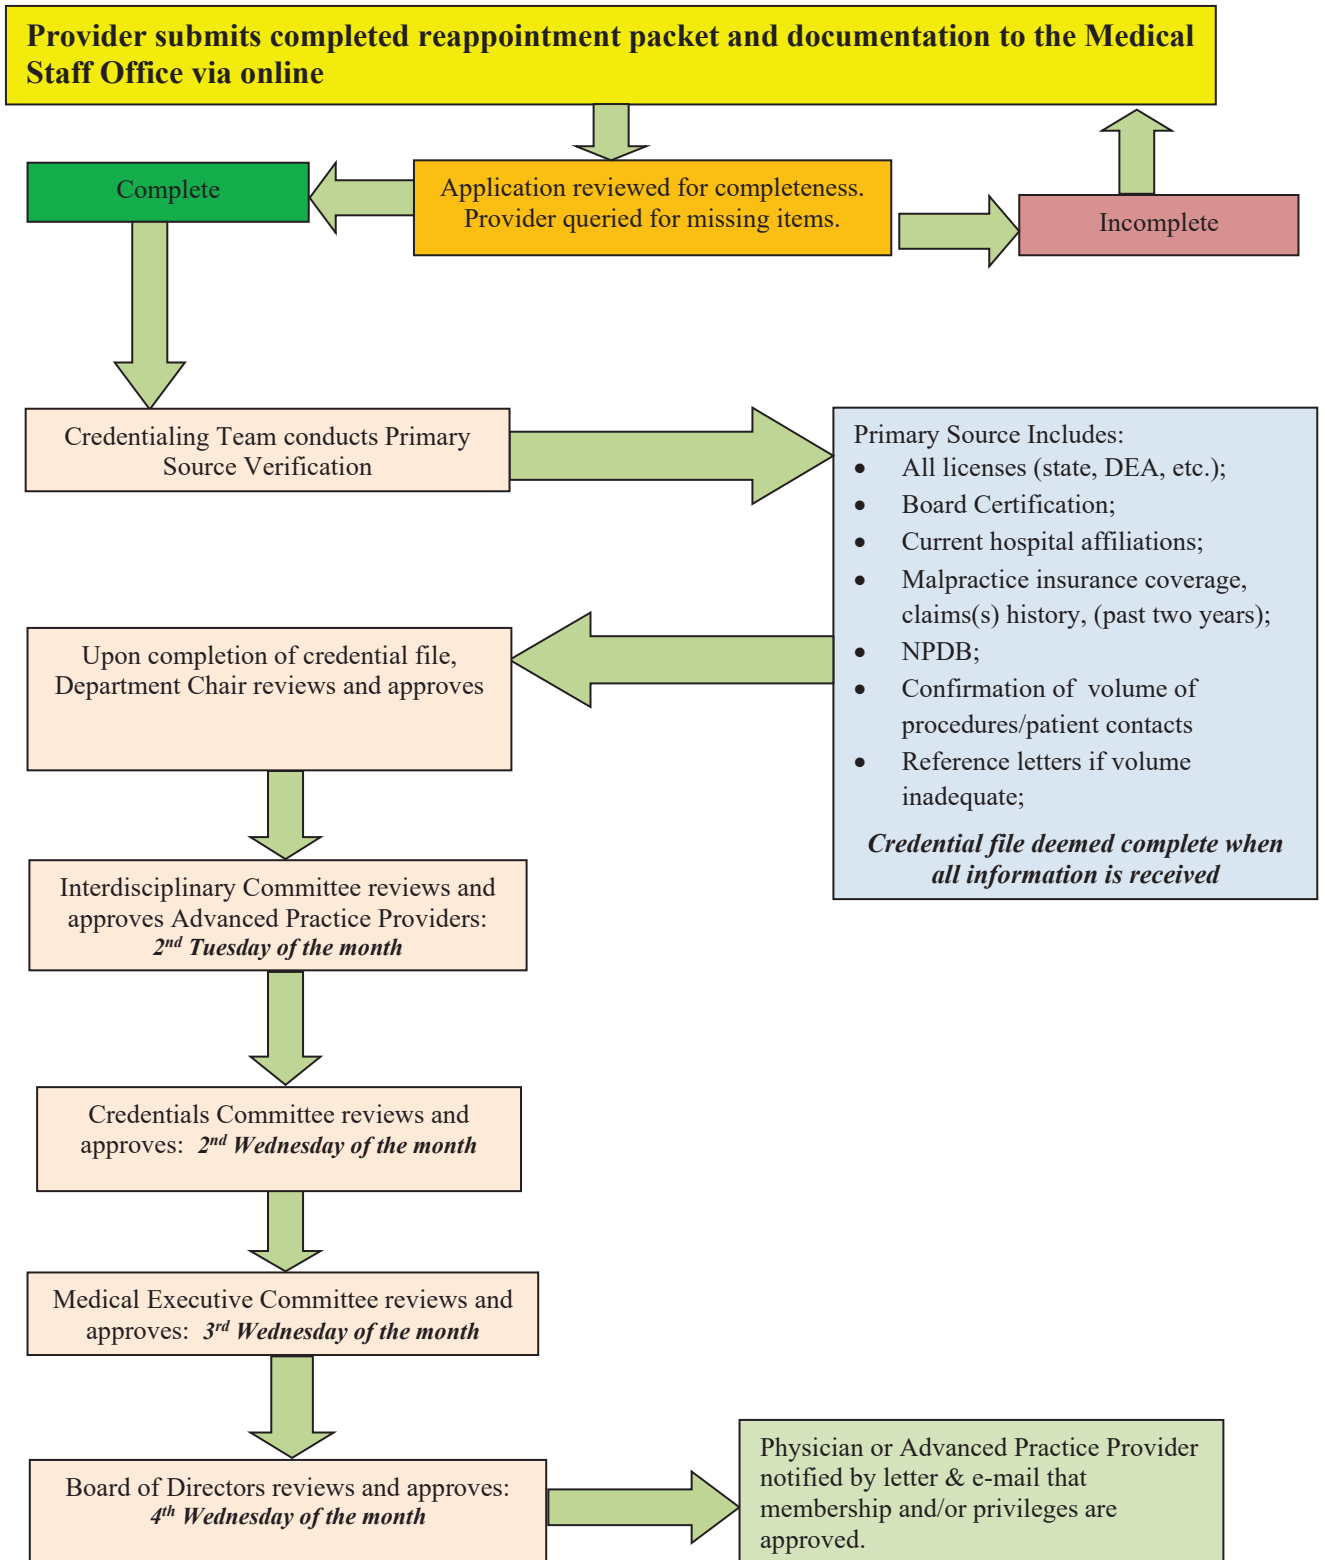 Provider submits completed reappointment packet and documentation to the Medical
Staff Office via online
Complete
Application reviewed for completeness.
Provider queried for missing items.
Incomplete
Credentialing Team conducts Primary
Source Verification
Primary Source Includes:
• All licenses (state, DEA, etc.);
• Board Certification;
• Current hospital affiliations;
• Malpractice insurance coverage,
claims(s) history, (past two years);
• NPDB;
• Confirmation of volume of
procedures/patient contacts
• Reference letters if volume
inadequate;
Credential file deemed complete when
all information is received
Upon completion of credential file,
Department Chair reviews and approves
Interdisciplinary Committee reviews and
approves Advanced Practice Providers:
2nd Tuesday of the month
Credentials Committee reviews and
approves: 2nd Wednesday of the month
Medical Executive Committee reviews and
approves: 3rd Wednesday of the month
Board of Directors reviews and approves:
4th Wednesday of the month
Physician or Advanced Practice Provider
notified by letter & e-mail that
membership and/or privileges are
approved.